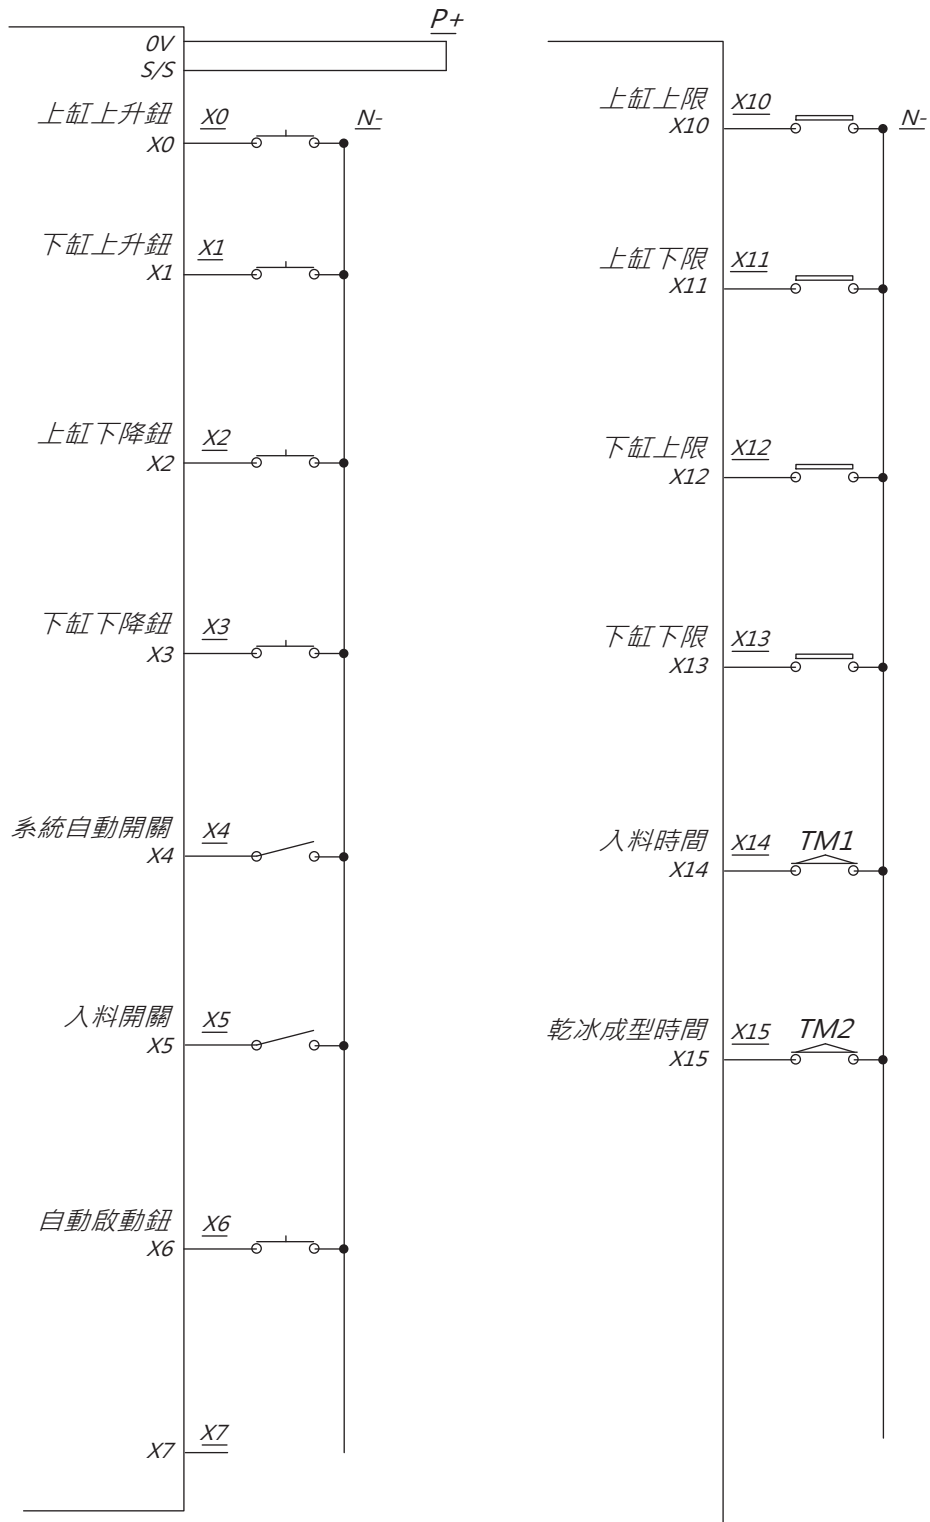 P+
0V
S/S
上缸上升鈕
X0
X0
N-
下缸上升鈕
X1
X1
上缸下降鈕
X2
X2
下缸下降鈕
X3
X3
系統自動開關
X4
X4
入料開關
X5
X5
自動啟動鈕
X6
X6
X7
X7
上缸上限
X10
X10
N-
上缸下限
X11
X11
下缸上限
X12
X12
下缸下限
X13
X13
入料時間
X14
TM1
X14
乾冰成型時間
X15
TM2
X15